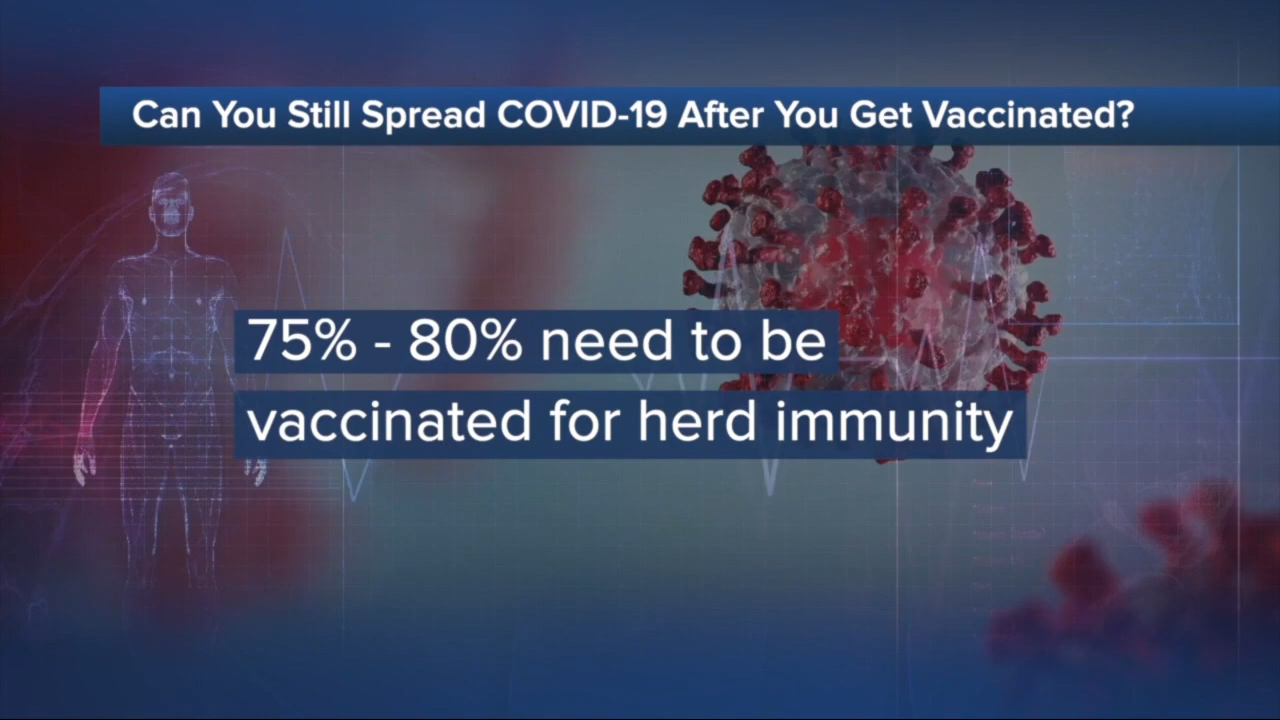 Can You Still Spread COVID-19 After You Get Vaccinated?
75% - 80% need to be
vaccinated for herd immunity